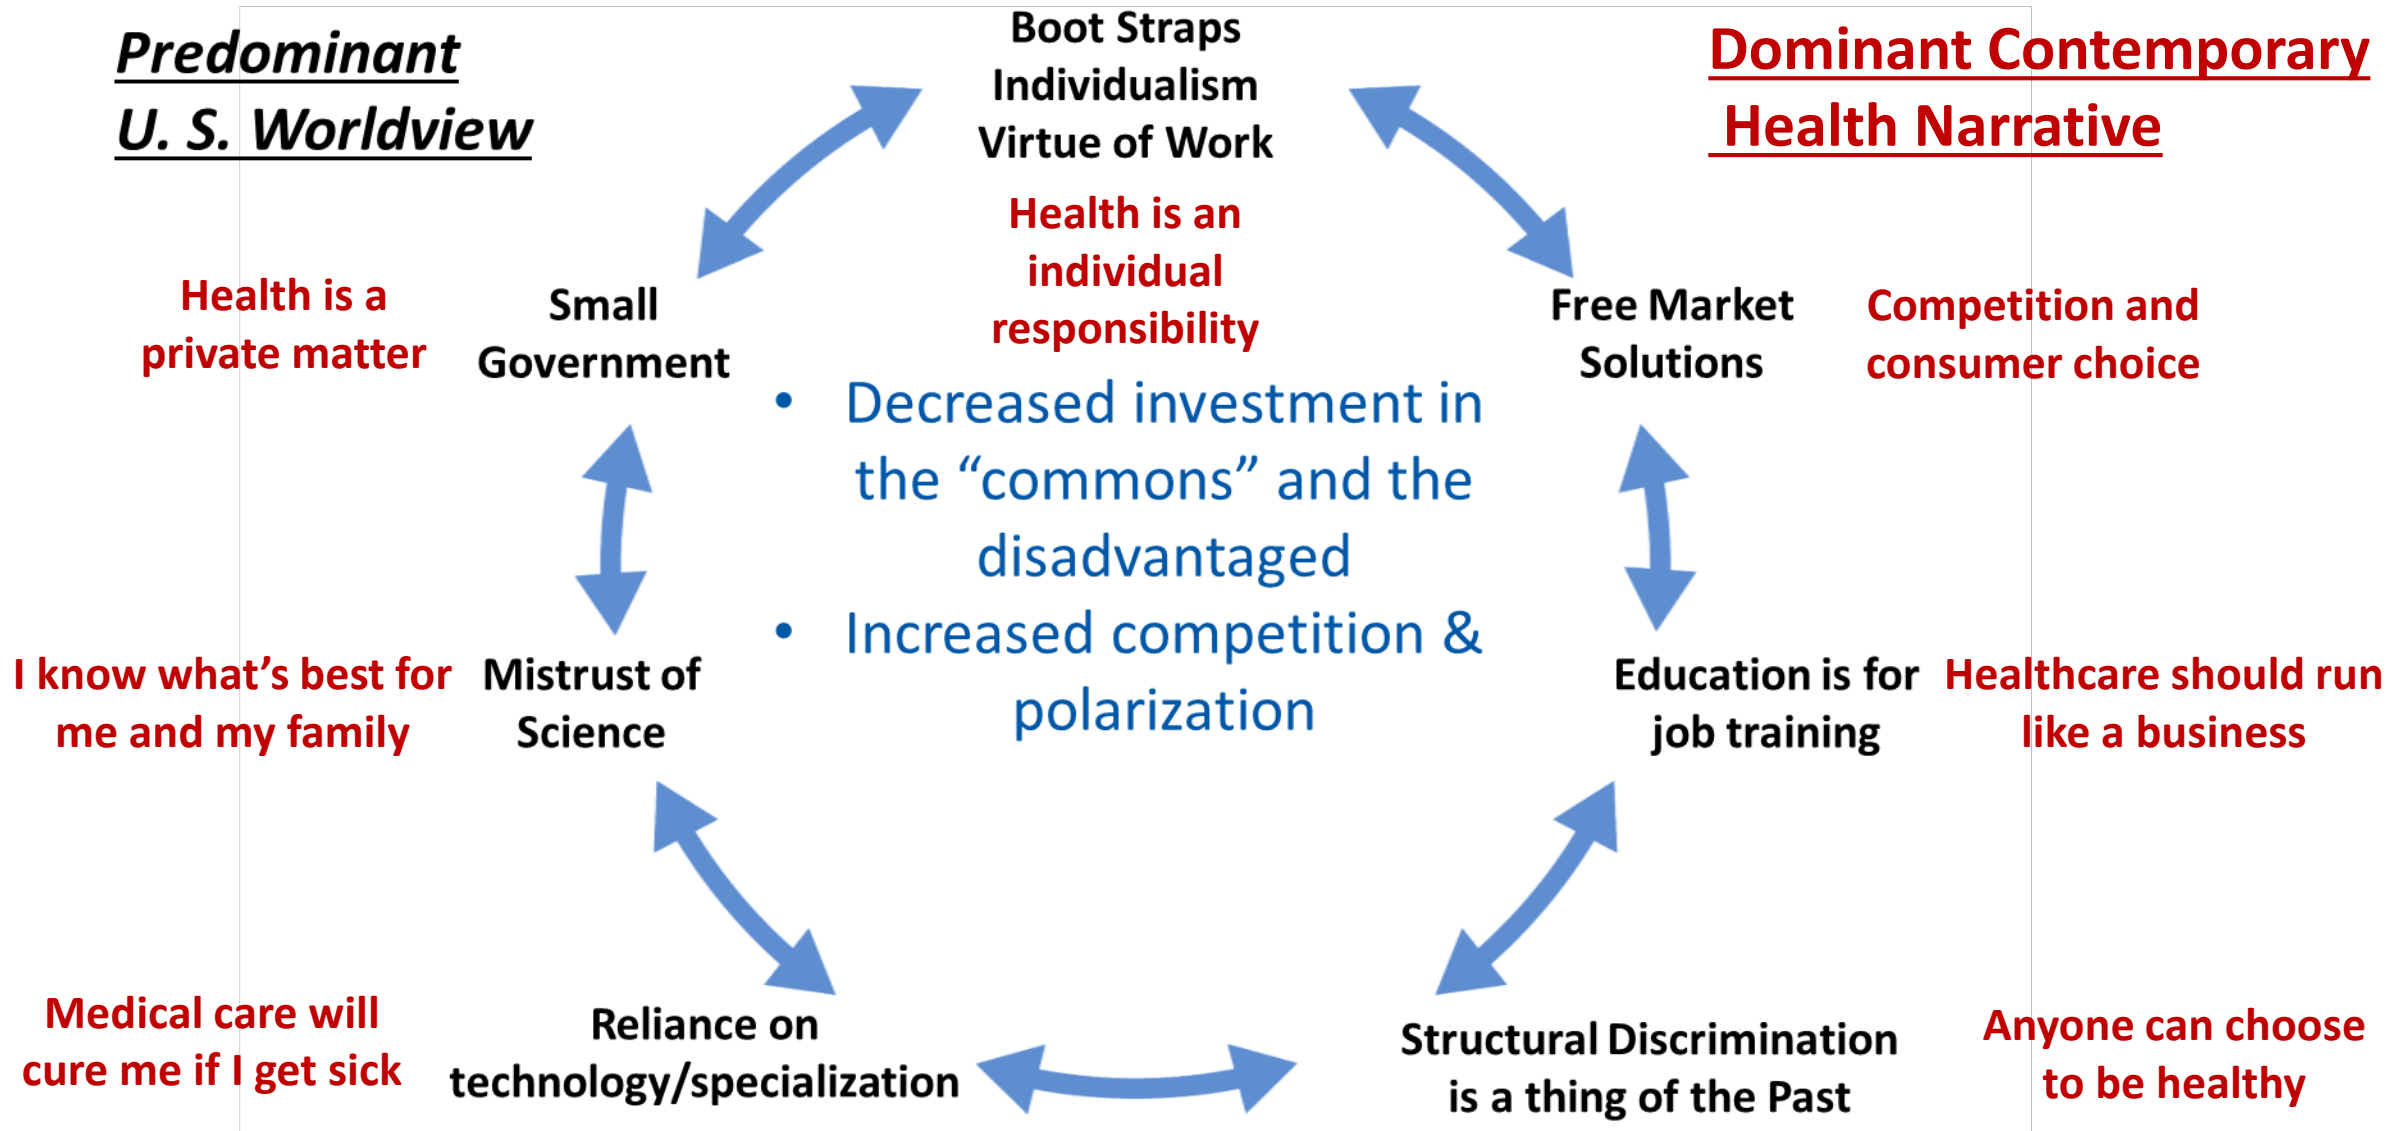 Predominant
U. S. Worldview
Boot Straps
Individualism
Virtue of Work
Dominant Contemporary
Health Narrative
Health is an
individual
responsibility
Health is a
private matter
Small
Government
Free Market
Solutions
Competition and
consumer choice
• Decreased investment in
the “commons” and the
disadvantaged
• Increased competition &
polarization
I know what’s best for
me and my family
Mistrust of
Science
Education is for
job training
Healthcare should run
like a business
Medical care will
cure me if I get sick
Reliance on
technology/specialization
Structural Discrimination
is a thing of the Past
Anyone can choose
to be healthy